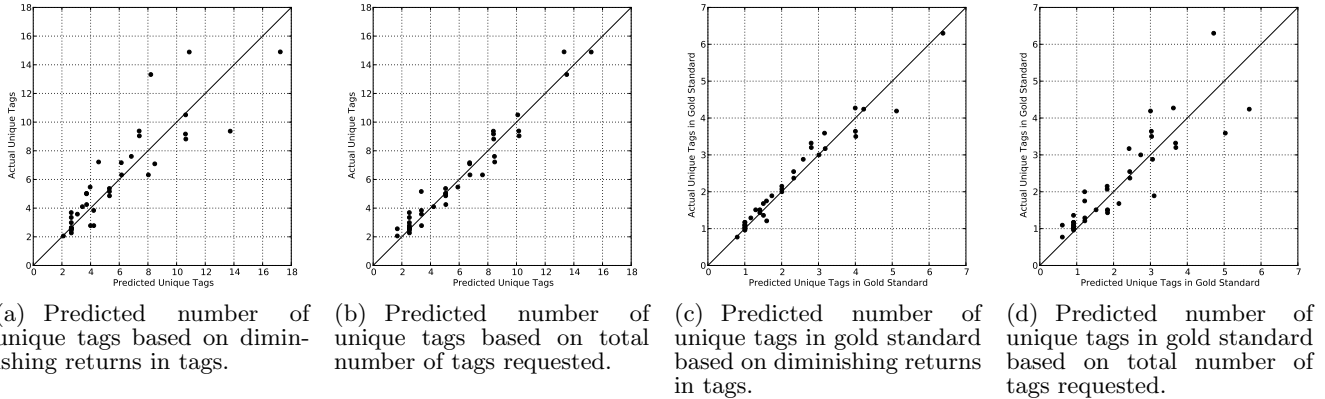 18
16
14
12
10
8
6
4
2
0
Actual Unique Tags
0 2 4 6 8 10 12 14 16 18
Predicted Unique Tags
(a) Predicted number of
unique tags based on dimin-
ishing returns in tags.
18
16
14
12
10
8
6
4
2
0
Actual Unique Tags
0 2 4 6 8 10 12 14 16 18
Predicted Unique Tags
(b) Predicted number of
unique tags based on total
number of tags requested.
7
6
5
4
3
2
1
0
Actual Unique Tags in Gold Standard
0 1 2 3 4 5 6 7
Predicted Unique Tags in Gold Standard
(c) Predicted number of
unique tags in gold standard
based on diminishing returns
in tags.
7
6
5
4
3
2
1
0
Actual Unique Tags in Gold Standard
0 1 2 3 4 5 6 7
Predicted Unique Tags in Gold Standard
(d) Predicted number of
unique tags in gold standard
based on total number of
tags requested.